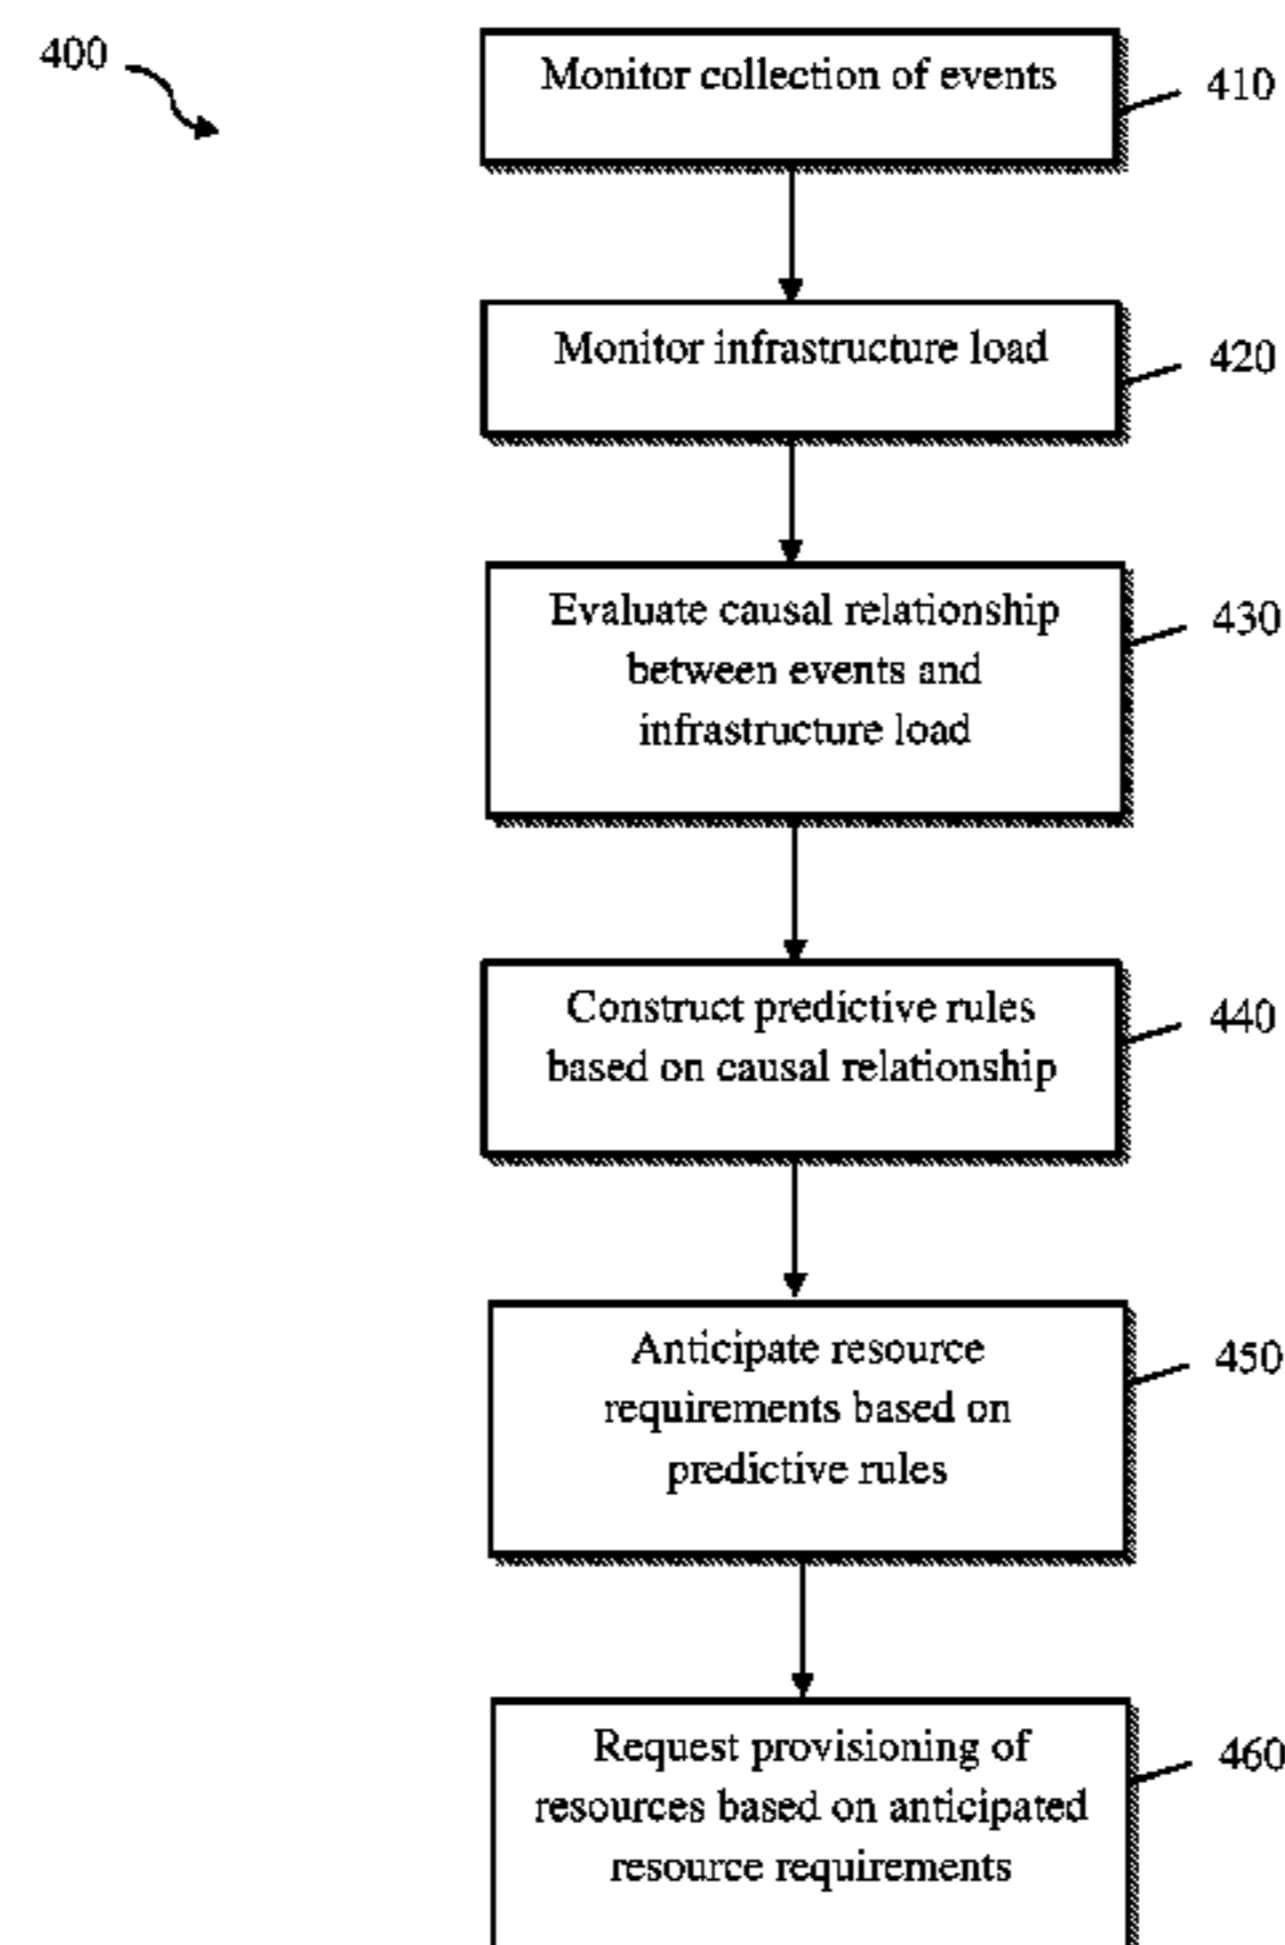 400
Monitor collection of events
410
Monitor infrastructure load
420
Evaluate causal relationship
between events and
infrastructure load
430
Construct predictive rules
based on causal relationship
440
Anticipate resource
requirements based on
predictive rules
450
Request provisioning of
resources based on anticipated
resource requirements
460